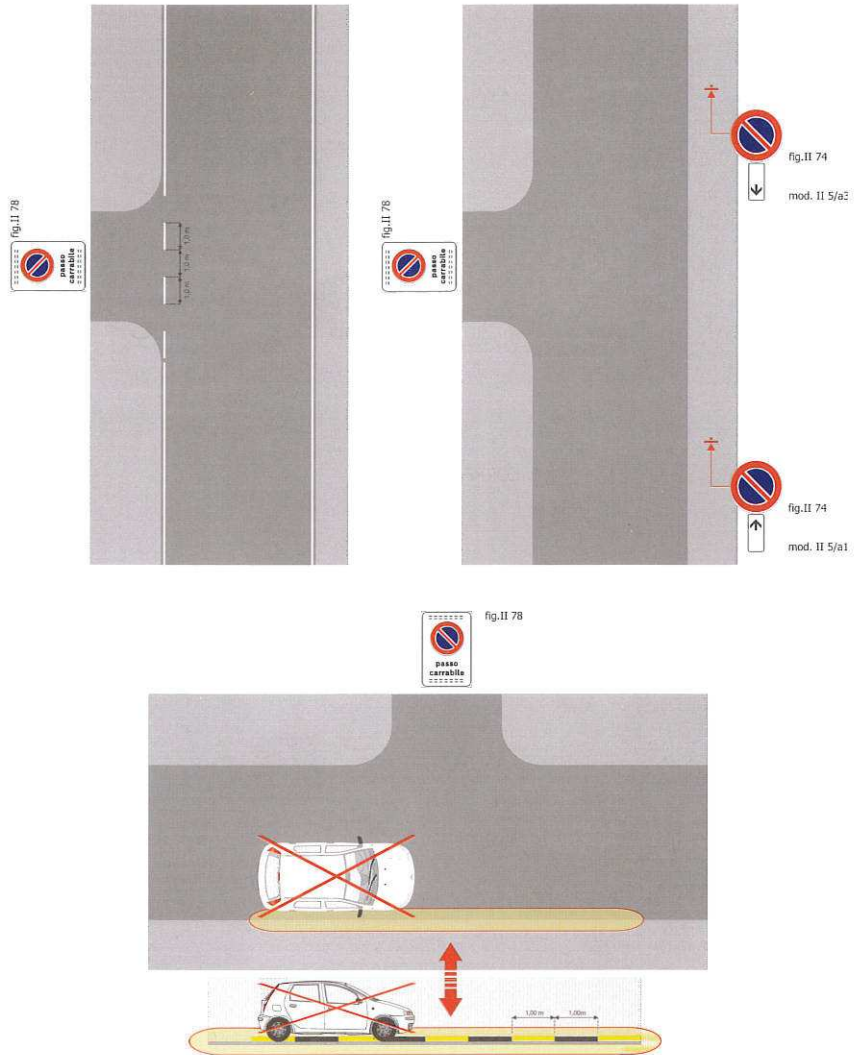 fig.II 78
passo
carrabile
1,0 m
1,0 m
1,0 m
fig.II 78
passo
carrabile
fig.II 74
mod. II 5/a3
fig.II 74
mod. II 5/a1
fig.II 78
passo
carrabile
1,00 m
1,00m